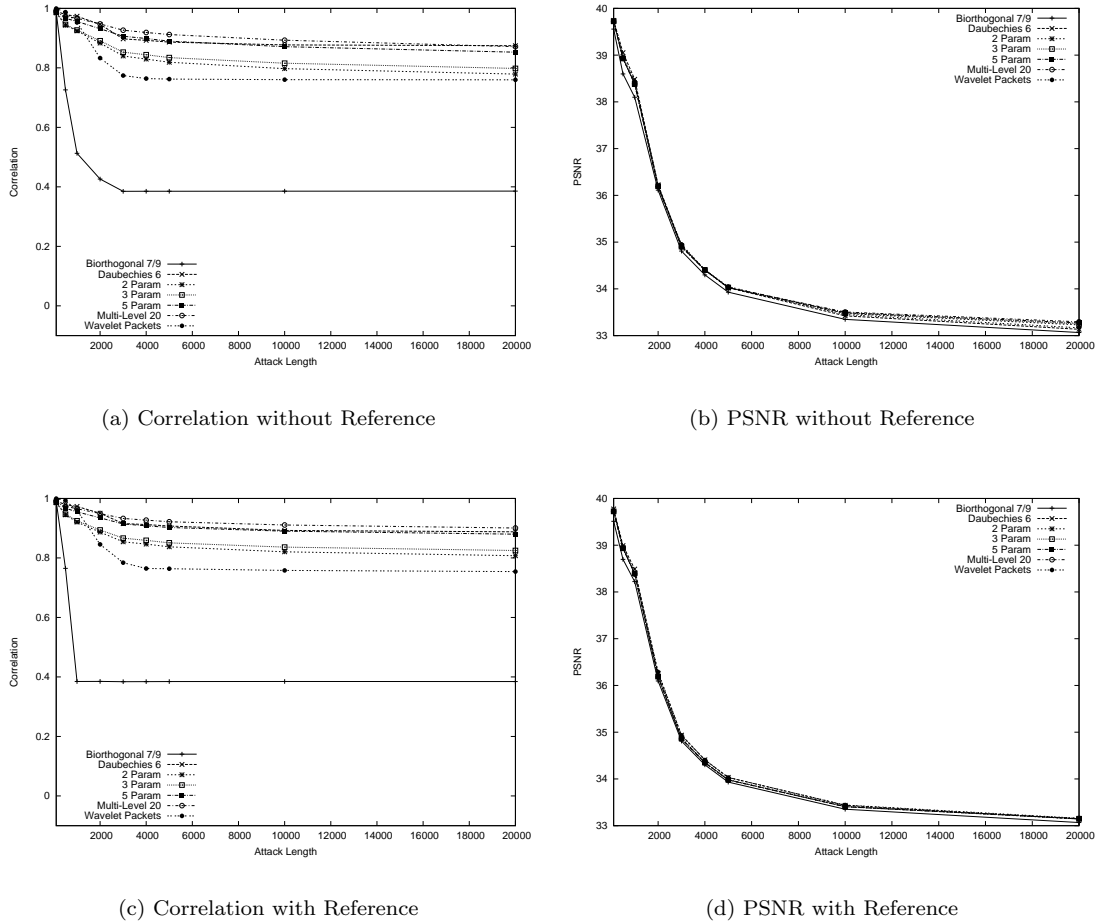 1
0.8
0.6
0.4
0.2
0
Correlation
2000 4000 6000 8000 10000 12000 14000 16000 18000 20000
Attack Length
Biorthogonal 7/9
Daubechies 6
2 Param
3 Param
5 Param
Multi-Level 20
Wavelet Packets
(a) Correlation without Reference
40
39
38
37
36
35
34
33
PSNR
2000 4000 6000 8000 10000 12000 14000 16000 18000 20000
Attack Length
Biorthogonal 7/9
Daubechies 6
2 Param
3 Param
5 Param
Multi-Level 20
Wavelet Packets
(b) PSNR without Reference
1
0.8
0.6
0.4
0.2
0
Correlation
2000 4000 6000 8000 10000 12000 14000 16000 18000 20000
Attack Length
Biorthogonal 7/9
Daubechies 6
2 Param
3 Param
5 Param
Multi-Level 20
Wavelet Packets
(c) Correlation with Reference
40
39
38
37
36
35
34
33
PSNR
2000 4000 6000 8000 10000 12000 14000 16000 18000 20000
Attack Length
Biorthogonal 7/9
Daubechies 6
2 Param
3 Param
5 Param
Multi-Level 20
Wavelet Packets
(d) PSNR with Reference